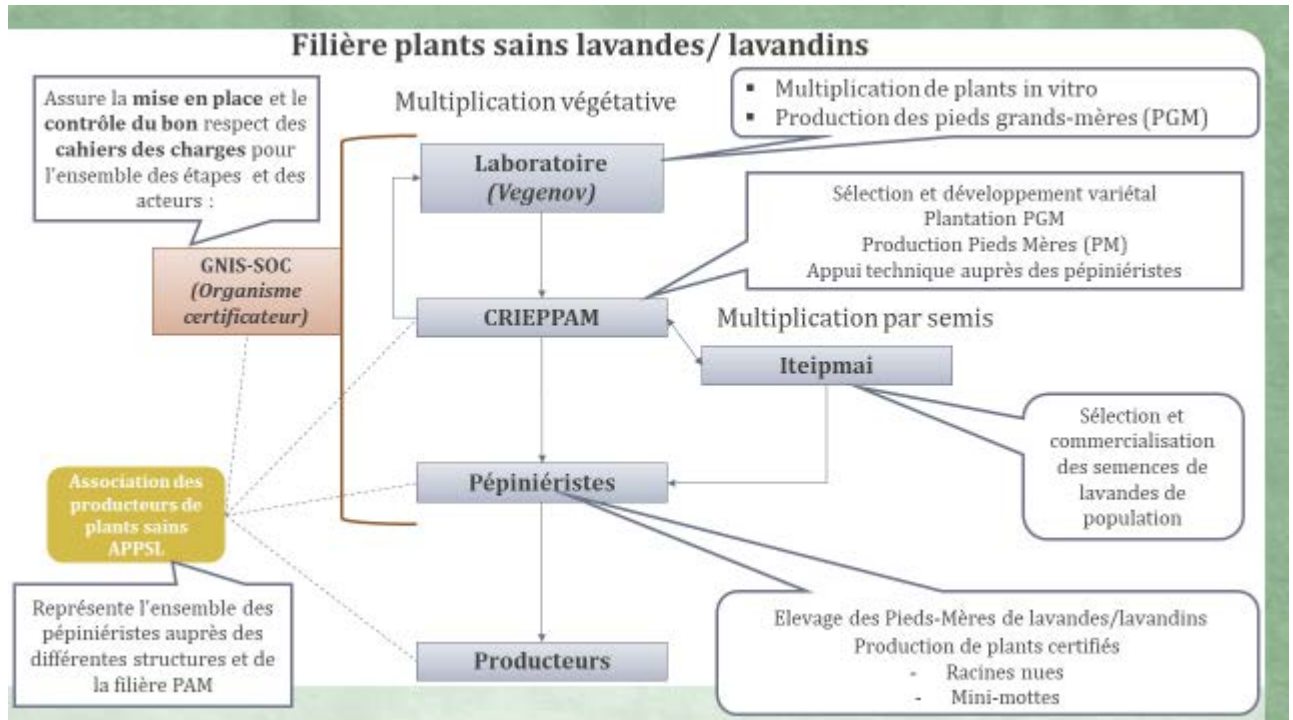 Filière plants sains lavandes/ lavandins
Assure la mise en place et le
contrôle du bon respect des
cahiers des charges pour
l'ensemble des étapes et des
acteurs :
Multiplication végétative
▪ Multiplication de plants in vitro
▪ Production des pieds grands-mères (PGM)
Laboratoire
(Vegenov)
Sélection et développement variétal
Plantation PGM
Production Pieds Mères (PM)
Appui technique auprès des pépiniéristes
GNIS-SOC
(Organisme
certificateur)
CRIEPPAM
Multiplication par semis
Iteipmai
Sélection et
commercialisation
des semences de
lavandes de
population
Pépiniéristes
Association des
producteurs de
plants sains
APPSL
Représente l'ensemble des
pépiniéristes auprès des
différentes structures et de
la filière PAM
Elevage des Pieds-Mères de lavandes/lavandins
Production de plants certifiés
- Racines nues
- Mini-mottes
Producteurs